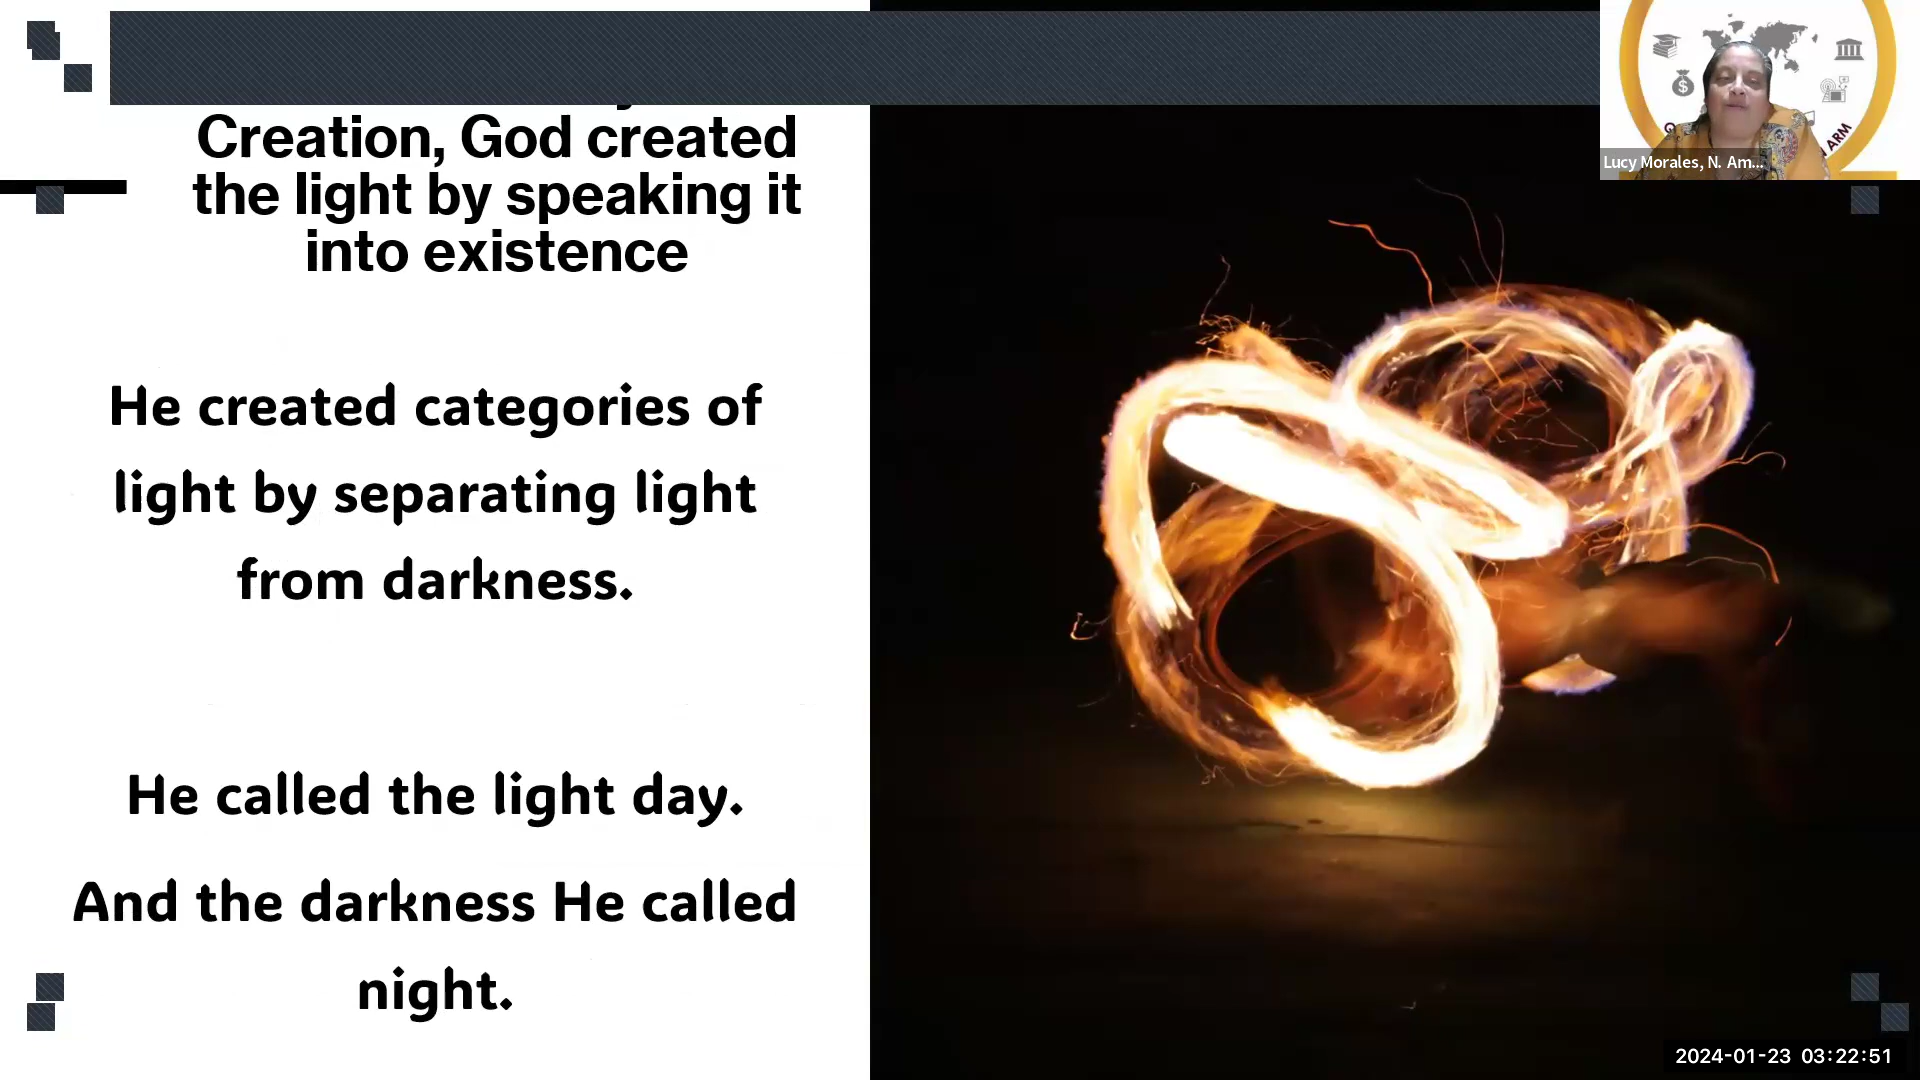 Creation, God created
the light by speaking it
into existence
He created categories of
light by separating light
from darkness.
He called the light day.
And the darkness He called
night.
Lucy Morales, N. Am...
ARM
2024-01-23 03:22:51